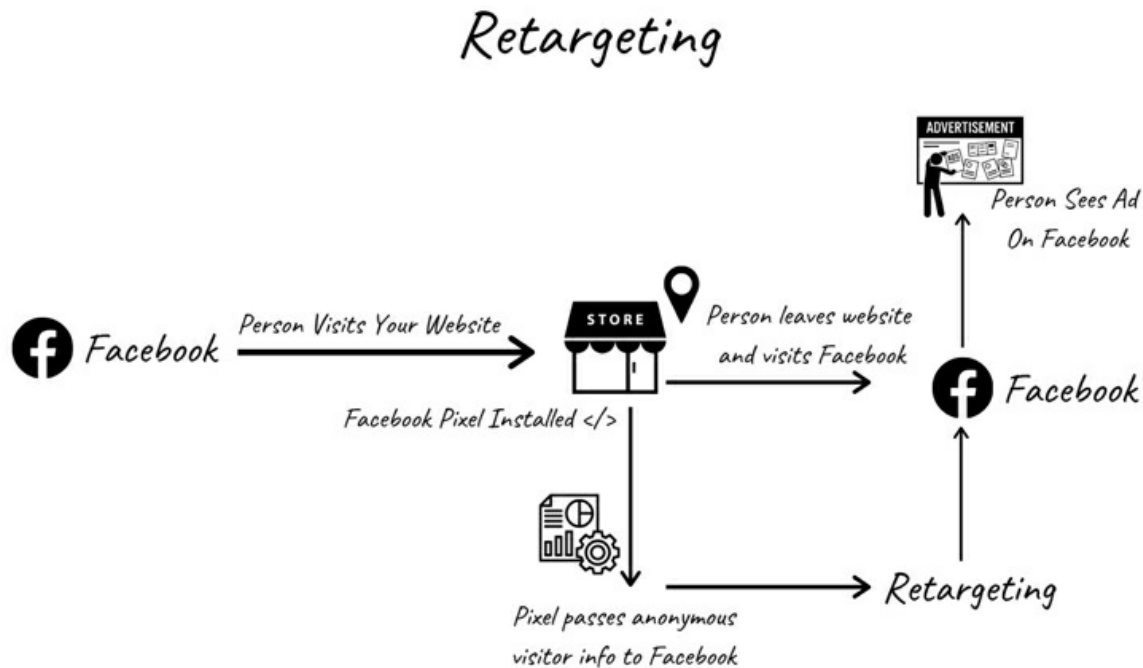 Retargeting
ADVERTISEMENT
ADS
Person Sees Ad
On Facebook
Facebook
Person Visits Your Website
STORE
Person leaves website
and visits Facebook
Facebook
Facebook Pixel Installed </>
Retargeting
Pixel passes anonymous
visitor info to Facebook